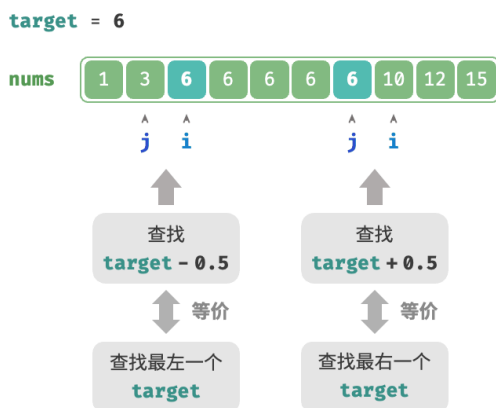 target = 6
nums 1 3 6 6 6 6 6 10 12 15
j i j i
查找
target - 0.5
查找
target + 0.5
等价
等价
查找最左一个
target
查找最右一个
target